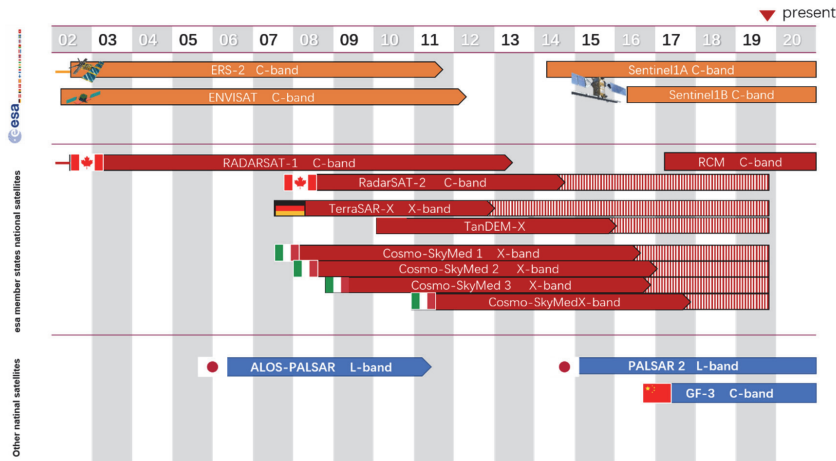 present
02 03 04 05 06 07 08 09 10 11 12 13 14 15 16 17 18 19 20
esa
ERS-2 C-band
Sentinel1A C-band
ENVISAT C-band
Sentinel1B C-band
esa member states national satellites
RADARSAT-1 C-band
RCM C-band
RadarSAT-2 C-band
TerraSAR-X X-band
TanDEM-X
Cosmo-SkyMed 1 X-band
Cosmo-SkyMed 2 X-band
Cosmo-SkyMed 3 X-band
Cosmo-SkyMedX-band
Other natinal satellites
ALOS-PALSAR L-band
PALSAR 2 L-band
GF-3 C-band